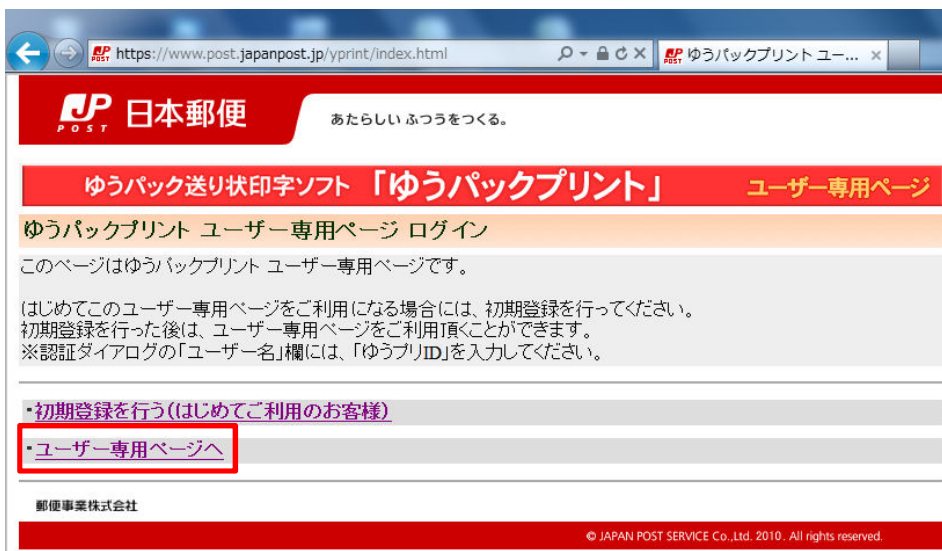 https://www.post.japanpost.jp/yprint/index.html
ゆうパックプリント ユー...
JP
POST
日本郵便
あたらしい ふつうをつくる。
ゆうパック送り状印字ソフト 「ゆうパックプリント」 ユーザー専用ページ
ゆうパックプリント ユーザー専用ページ ログイン
このページはゆうパックプリント ユーザー専用ページです。
はじめてこのユーザー専用ページをご利用になる場合には、初期登録を行ってください。
初期登録を行った後は、ユーザー専用ページをご利用頂くことができます。
※認証ダイアログの「ユーザー名」欄には、「ゆうプリID」を入力してください。
・初期登録を行う(はじめてご利用のお客様)
・ユーザー専用ページへ
郵便事業株式会社
© JAPAN POST SERVICE Co.,Ltd. 2010. All rights reserved.